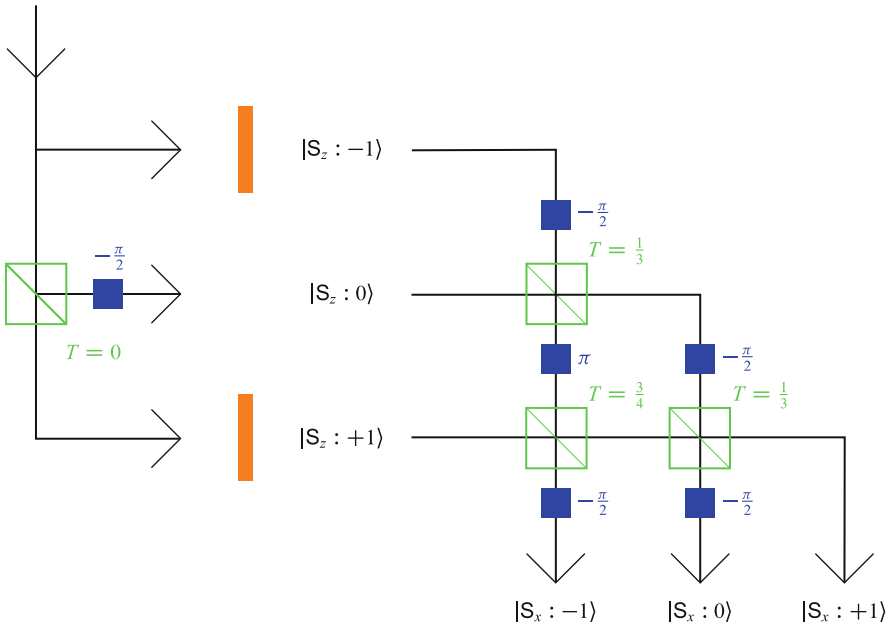 |S_z : −1⟩
−π/2
T = 1/3
−π/2
|S_z : 0⟩
T = 0
π
−π/2
T = 3/4
T = 1/3
|S_z : +1⟩
−π/2
−π/2
|S_x : −1⟩
|S_x : 0⟩
|S_x : +1⟩